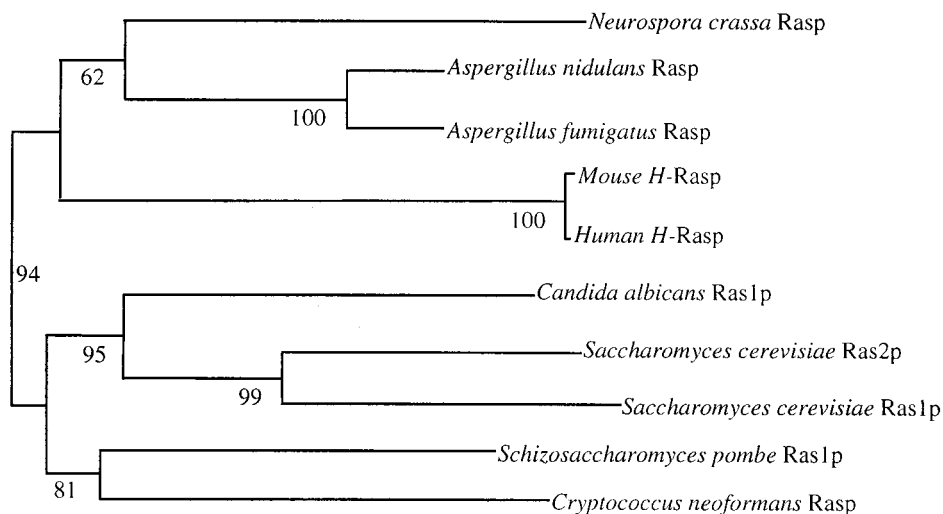 Neurospora crassa Rasp
62
Aspergillus nidulans Rasp
100
Aspergillus fumigatus Rasp
Mouse H-Rasp
100
Human H-Rasp
94
Candida albicans Ras1p
95
Saccharomyces cerevisiae Ras2p
99
Saccharomyces cerevisiae Ras1p
Schizosaccharomyces pombe Ras1p
81
Cryptococcus neoformans Rasp